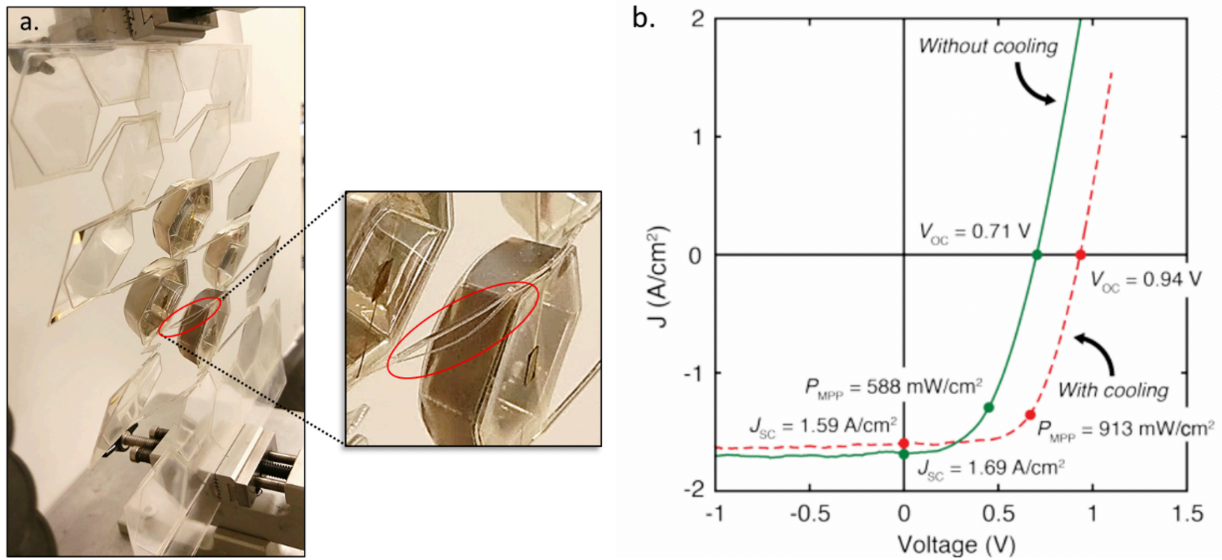 a.
b.
2
1
0
-1
-2
J (A/cm²)
Without cooling
V_OC = 0.71 V
V_OC = 0.94 V
P_MPP = 588 mW/cm²
With cooling
J_SC = 1.59 A/cm²
P_MPP = 913 mW/cm²
J_SC = 1.69 A/cm²
-1 0 0.5 1 1.5
Voltage (V)